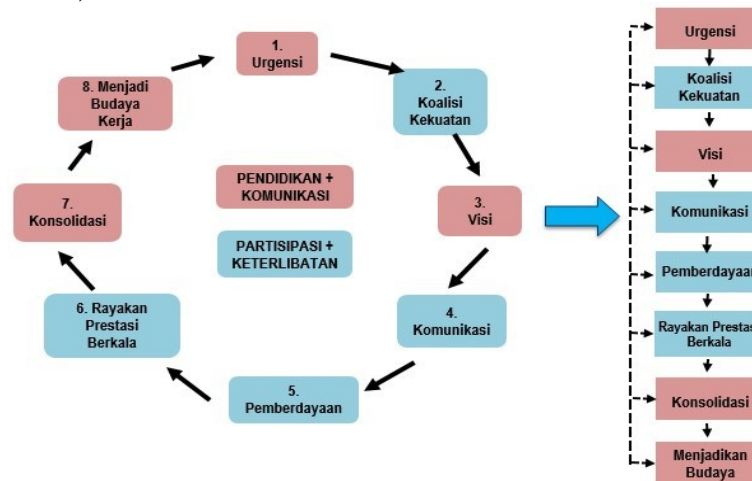 1.
Urgensi
2.
Koalisi
Kekuatan
3.
Visi
4.
Komunikasi
5.
Pemberdayaan
6. Rayakan
Prestasi
Berkala
7.
Konsolidasi
8. Menjadi
Budaya
Kerja
PENDIDIKAN +
KOMUNIKASI
PARTISIPASI +
KETERLIBATAN
Urgensi
Koalisi
Kekuatan
Visi
Komunikasi
Pemberdayaan
Rayakan Prestasi
Berkala
Konsolidasi
Menjadikan
Budaya